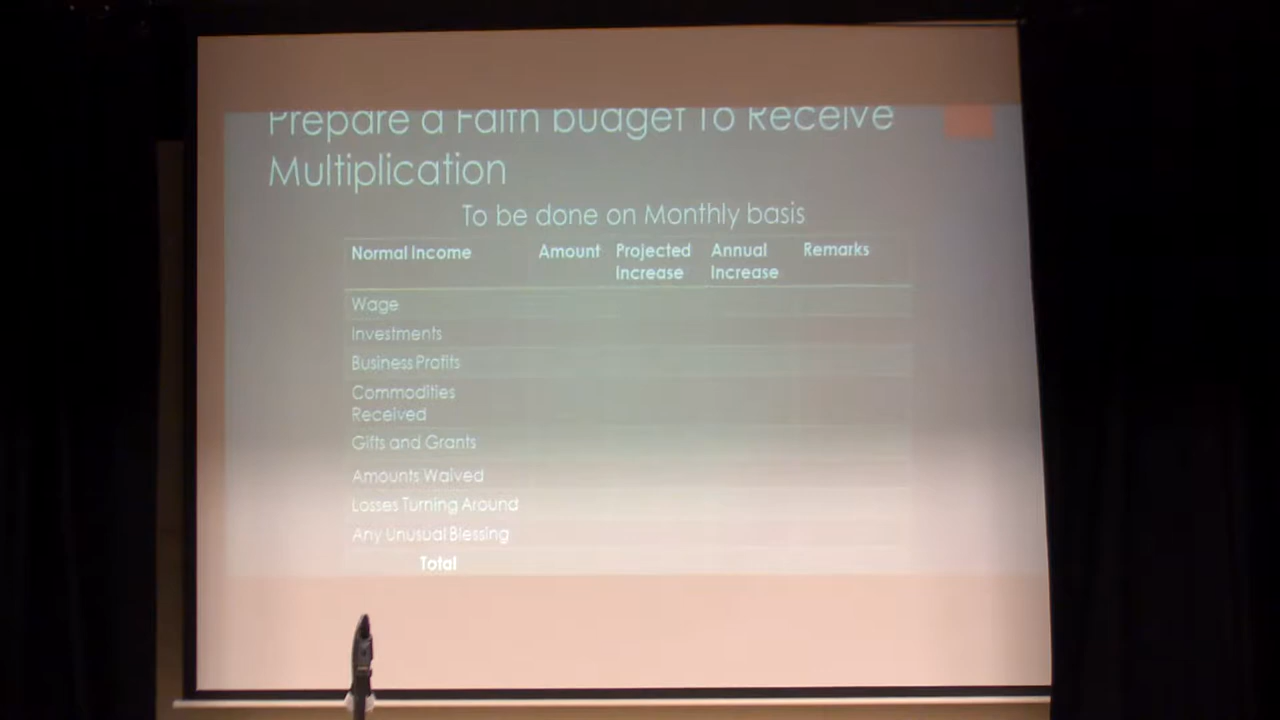 Prepare a Faith budget To Receive
Multiplication
To be done on Monthly basis
Normal Income Amount Projected Increase Annual Increase Remarks
Wage
Investments
Business Profits
Commodities
Received
Gifts and Grants
Amounts Waived
Losses Turning Around
Any Unusual Blessing
Total